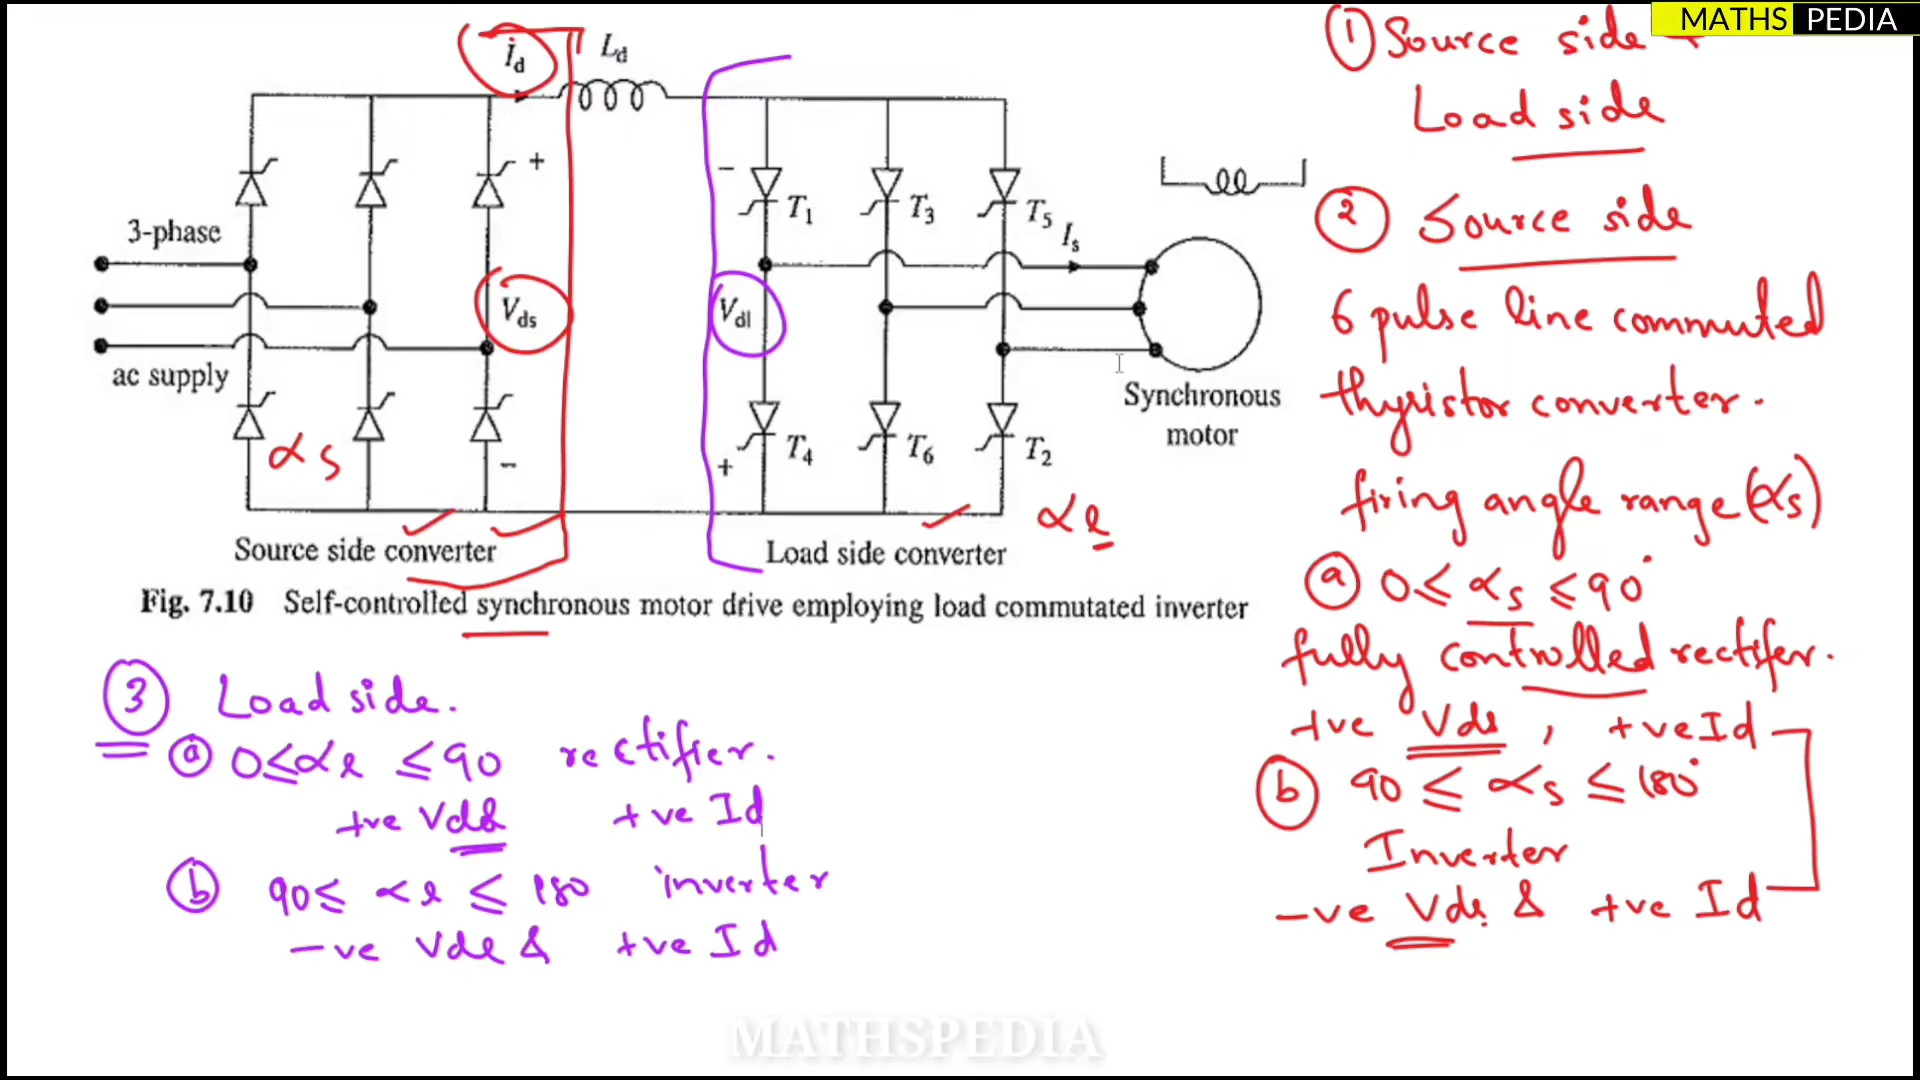 MATHS PEDIA
① Source side +
Load side
② Source side
6 pulse line commuted
thyristor converter.
firing angle range (αs)
ⓐ 0 ≤ αs ≤ 90°
fully controlled rectifer.
+ve Vds , +ve Id
ⓑ 90 ≤ αs ≤ 180°
Inverter
-ve Vds & +ve Id
id
Ld
+
-
T1
T3
T5
Is
3-phase
Vds
Vdl
ac supply
αs
-
+
T4
T6
T2
αl
Synchronous
motor
Source side converter
Load side converter
Fig. 7.10 Self-controlled synchronous motor drive employing load commutated inverter
③ Load side.
ⓐ 0≤αl ≤90 rectifier.
+ve Vdl +ve Id
ⓑ 90≤ αl ≤ 180 inverter
-ve Vdl & +ve Id
MATHSPEDIA